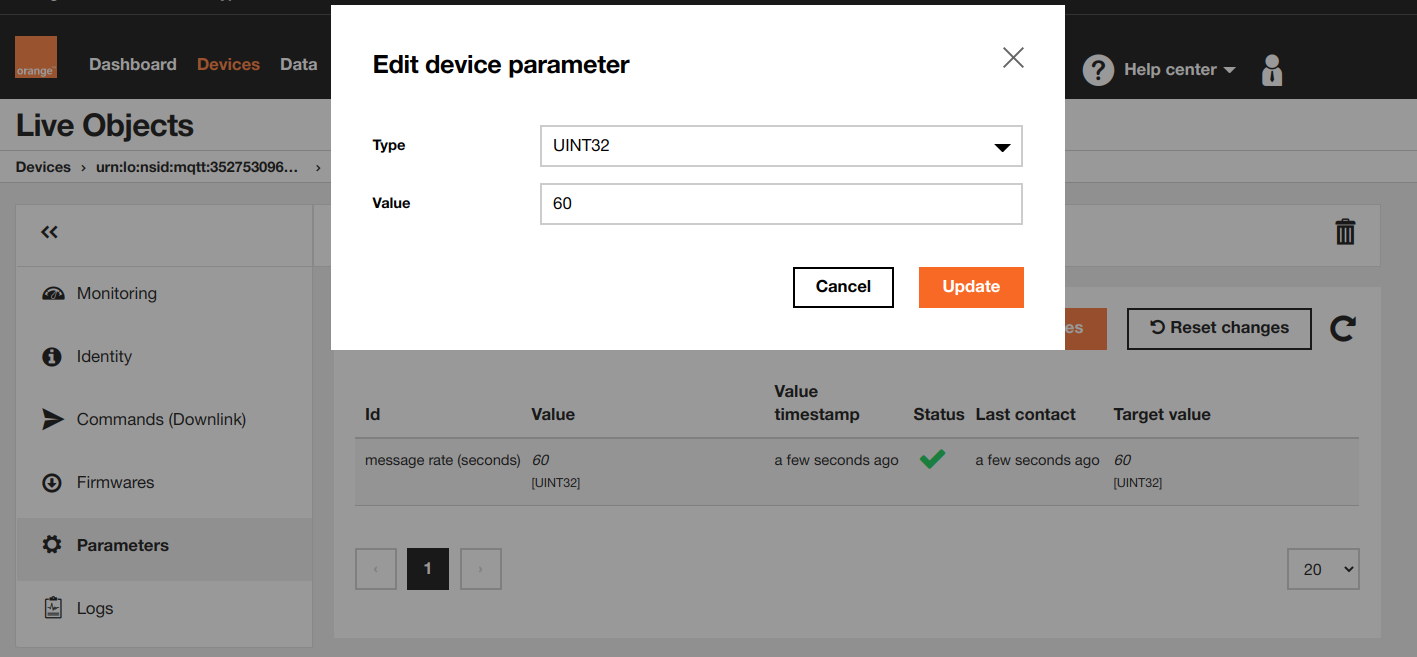 Edit device parameter
Type
UINT32
Value
60
Cancel
Update
orange
Dashboard Devices Data
? Help center
Live Objects
Devices › urn:lo:nsid:mqtt:352753096... ›
Monitoring
Identity
Commands (Downlink)
Firmwares
Parameters
Logs
es
Reset changes
Id Value Value timestamp Status Last contact Target value
message rate (seconds) 60 a few seconds ago a few seconds ago 60
[UINT32] [UINT32]
‹ 1 › 20